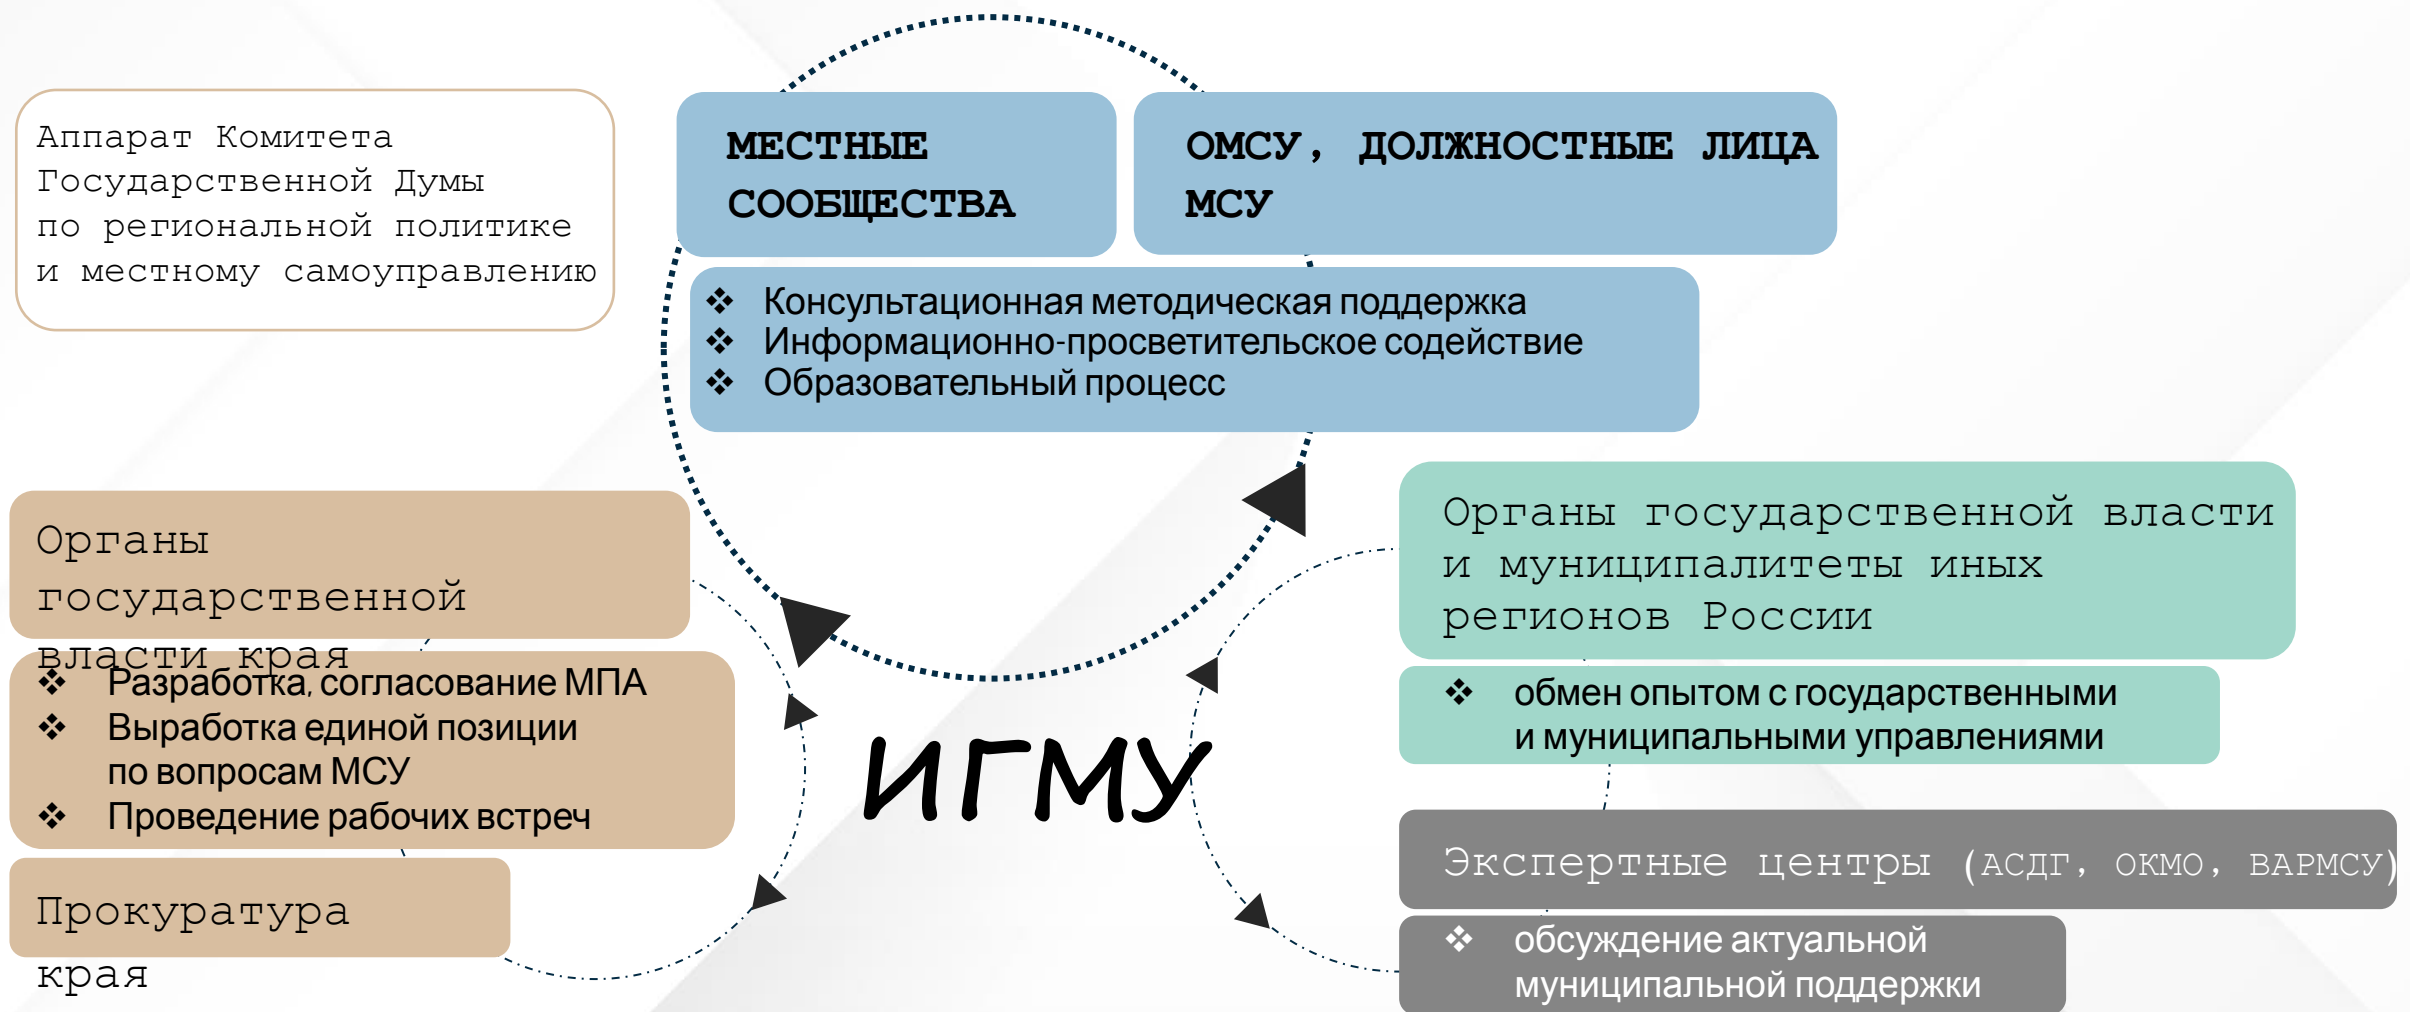 Аппарат Комитета
Государственной Думы
по региональной политике
и местному самоуправлению
МЕСТНЫЕ
СООБЩЕСТВА
ОМСУ, ДОЛЖНОСТНЫЕ ЛИЦА
МСУ
❖ Консультационная методическая поддержка
❖ Информационно-просветительское содействие
❖ Образовательный процесс
Органы
государственной
власти края
❖ Разработка, согласование МПА
❖ Выработка единой позиции
по вопросам МСУ
❖ Проведение рабочих встреч
Прокуратура
края
ИГМУ
Органы государственной власти
и муниципалитеты иных
регионов России
❖ обмен опытом с государственными
и муниципальными управлениями
Экспертные центры (АСДГ, ОКМО, ВАРМСУ)
❖ обсуждение актуальной
муниципальной поддержки